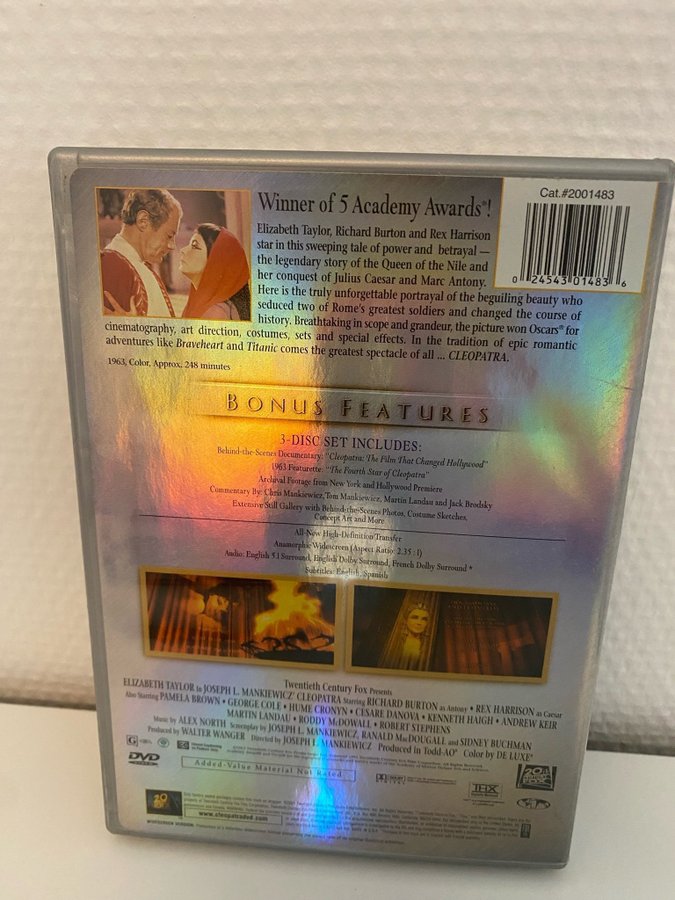 Winner of 5 Academy Awards®!
Cat.#2001483
0 24543 01483 6
Elizabeth Taylor, Richard Burton and Rex Harrison
star in this sweeping tale of power and betrayal —
the legendary story of the Queen of the Nile and
her conquest of Julius Caesar and Marc Antony.
Here is the truly unforgettable portrayal of the beguiling beauty who
seduced two of Rome's greatest soldiers and changed the course of
history. Breathtaking in scope and grandeur, the picture won Oscars® for
cinematography, art direction, costumes, sets and special effects. In the tradition of epic romantic
adventures like Braveheart and Titanic comes the greatest spectacle of all ... CLEOPATRA.
1963, Color, Approx. 248 minutes
BONUS FEATURES
3-DISC SET INCLUDES:
Behind-the-Scenes Documentary: "Cleopatra: The Film That Changed Hollywood"
1963 Featurette: "The Fourth Star of Cleopatra"
Archival Footage from New York and Hollywood Premiere
Commentary By: Chris Mankiewicz, Tom Mankiewicz, Martin Landau and Jack Brodsky
Extensive Still Gallery with Behind-the-Scenes Photos, Costume Sketches,
Concept Art and More
All-New High-Definition Transfer
Anamorphic Widescreen (Aspect Ratio: 2.35:1)
Audio: English 5.1 Surround, English Dolby Surround, French Dolby Surround *
Subtitles: English, Spanish
Twentieth Century Fox Presents
ELIZABETH TAYLOR in JOSEPH L. MANKIEWICZ' CLEOPATRA Starring RICHARD BURTON as Antony • REX HARRISON as Caesar
Also Starring PAMELA BROWN • GEORGE COLE • HUME CRONYN • CESARE DANOVA • KENNETH HAIGH • ANDREW KEIR
MARTIN LANDAU • RODDY McDOWALL • ROBERT STEPHENS
Music by ALEX NORTH Screenplay by JOSEPH L. MANKIEWICZ, RANALD MacDOUGALL and SIDNEY BUCHMAN
Produced by WALTER WANGER Directed by JOSEPH L. MANKIEWICZ Produced in Todd-AO® Color by DE LUXE®
G
DVD
VIDEO
Added-Value Material Not Rated
DOLBY
DIGITAL
THX
20th
CENTURY
FOX
www.cleopatradvd.com
WIDESCREEN VERSION